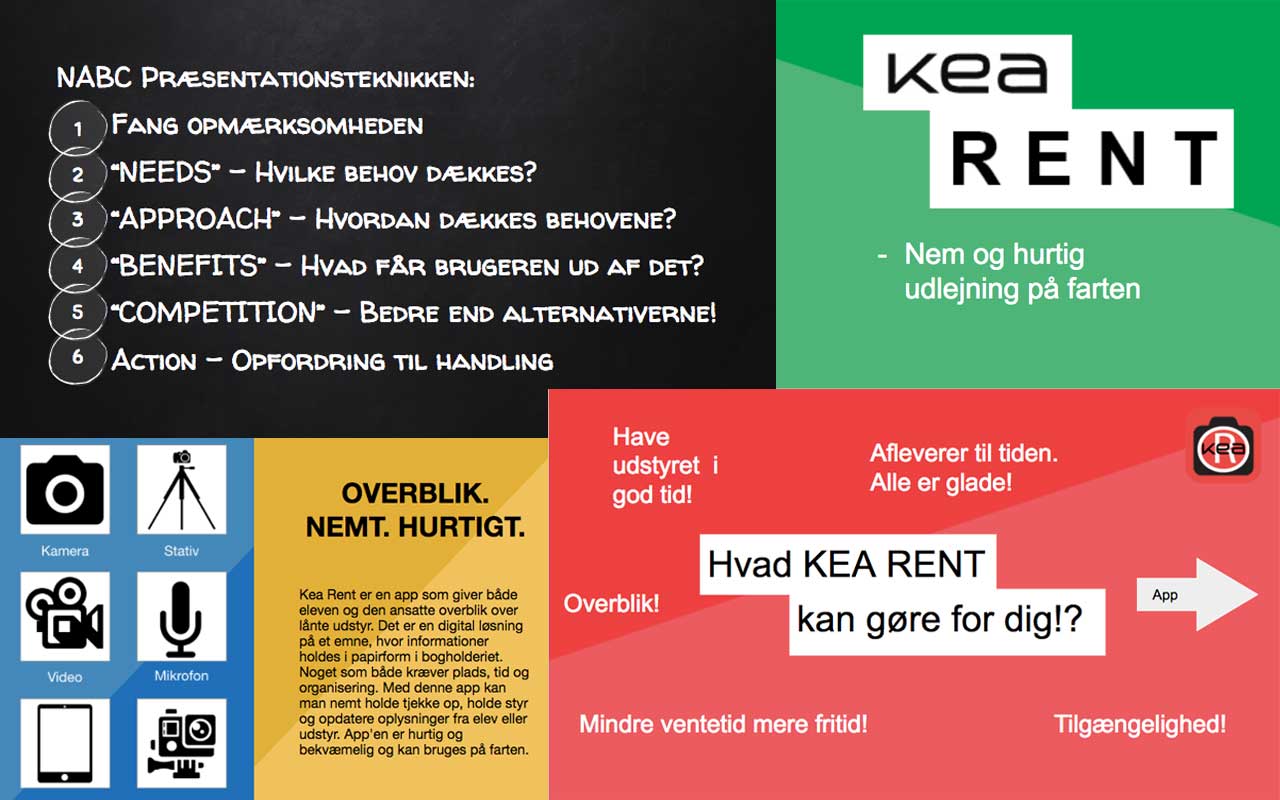 NABC Præsentationsteknikken:
1 Fang opmærksomheden
2 “NEEDS” – Hvilke behov dækkes?
3 “APPROACH” – Hvordan dækkes behovene?
4 “BENEFITS” – Hvad får brugeren ud af det?
5 “COMPETITION” – Bedre end alternativerne!
6 Action – Opfordring til handling
kea
RENT
- Nem og hurtig
udlejning på farten
Kamera
Stativ
Video
Mikrofon
OVERBLIK.
NEMT. HURTIGT.
Kea Rent er en app som giver både
eleven og den ansatte overblik over
lånte udstyr. Det er en digital løsning
på et emne, hvor informationer
holdes i papirform i bogholderiet.
Noget som både kræver plads, tid og
organisering. Med denne app kan
man nemt holde tjekke op, holde styr
og opdatere oplysninger fra elev eller
udstyr. App'en er hurtig og
bekvæmelig og kan bruges på farten.
Have
udstyret i
god tid!
Afleverer til tiden.
Alle er glade!
R
kea
Hvad KEA RENT
kan gøre for dig!?
Overblik!
App
Mindre ventetid mere fritid!
Tilgængelighed!